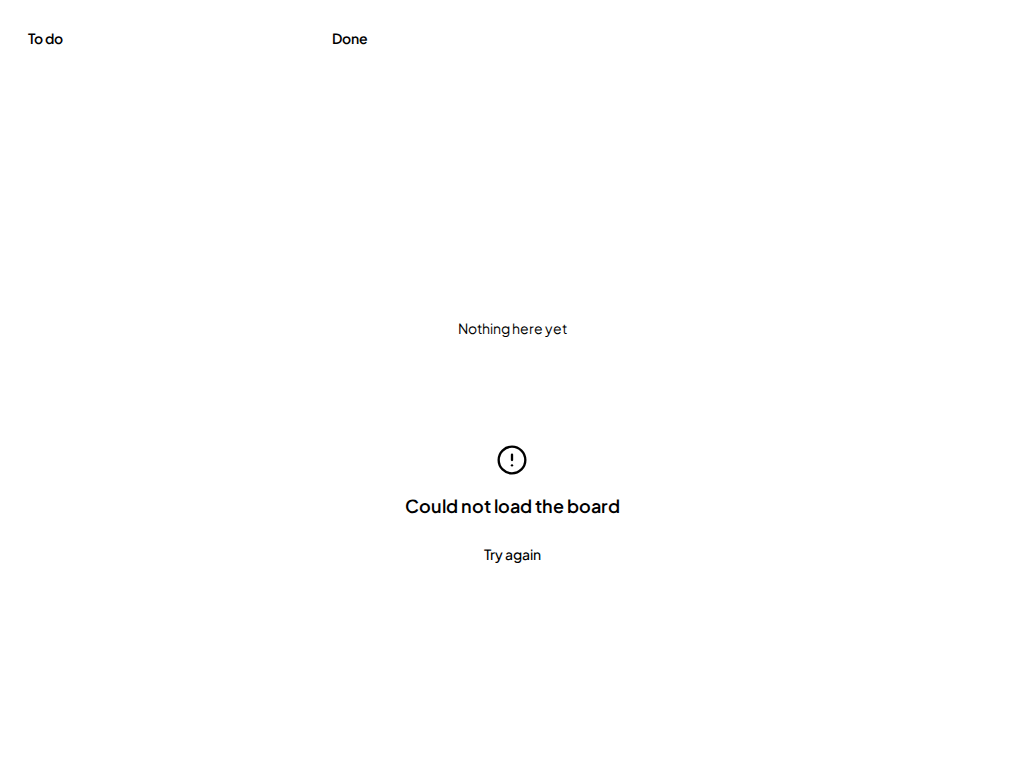 To do
Done
Nothing here yet
Could not load the board
Try again